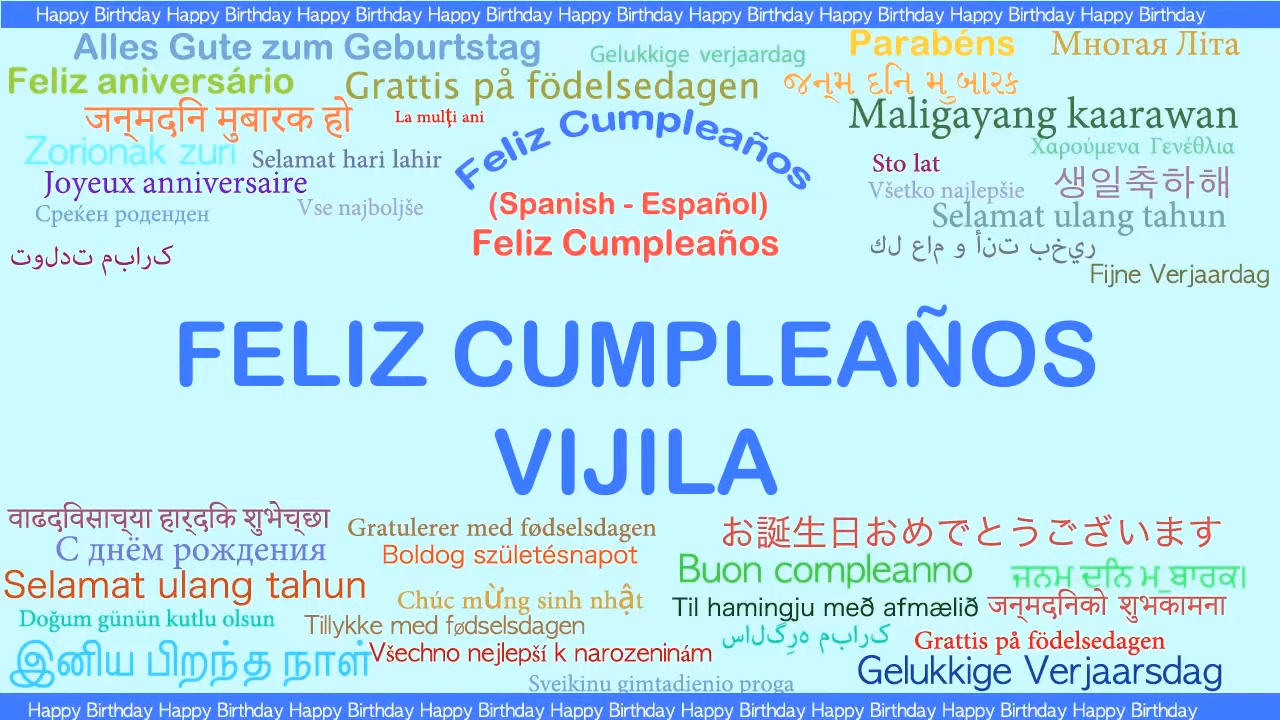 Happy Birthday Happy Birthday Happy Birthday Happy Birthday Happy Birthday Happy Birthday Happy Birthday Happy Birthday Happy Birthday
Alles Gute zum Geburtstag
Gelukkige verjaardag
Parabéns
Многая Літа
Feliz aniversário
Grattis på födelsedagen
જન્મ દિન મુબારક
जन्मदिन मुबारक हो
La mulţi ani
Feliz Cumpleaños
Maligayang kaarawan
Zorionak zuri
Selamat hari lahir
Sto lat
Χαρούμενα Γενέθλια
Joyeux anniversaire
(Spanish - Español)
Všetko najlepšie
생일축하해
Среќен роденден
Vse najboljše
Selamat ulang tahun
Feliz Cumpleaños
تولدت مبارک
كل عام و أنت بخير
Fijne Verjaardag
FELIZ CUMPLEAÑOS
VIJILA
वाढदिवसाच्या हार्दिक शुभेच्छा
Gratulerer med fødselsdagen
お誕生日おめでとうございます
С днём рождения
Boldog születésnapot
Buon compleanno
ਜਨਮ ਦਿਨ ਮੁਬਾਰਕ।
Selamat ulang tahun
Chúc mừng sinh nhật
Til hamingju með afmælið
जन्मदिनको शुभकामना
Doğum günün kutlu olsun
Tillykke med fødselsdagen
سالگِرہ مبارک
Grattis på födelsedagen
இனிய பிறந்த நாள்
Všechno nejlepší k narozeninám
Gelukkige Verjaarsdag
Sveikinu gimtadienio proga
Happy Birthday Happy Birthday Happy Birthday Happy Birthday Happy Birthday Happy Birthday Happy Birthday Happy Birthday Happy Birthday